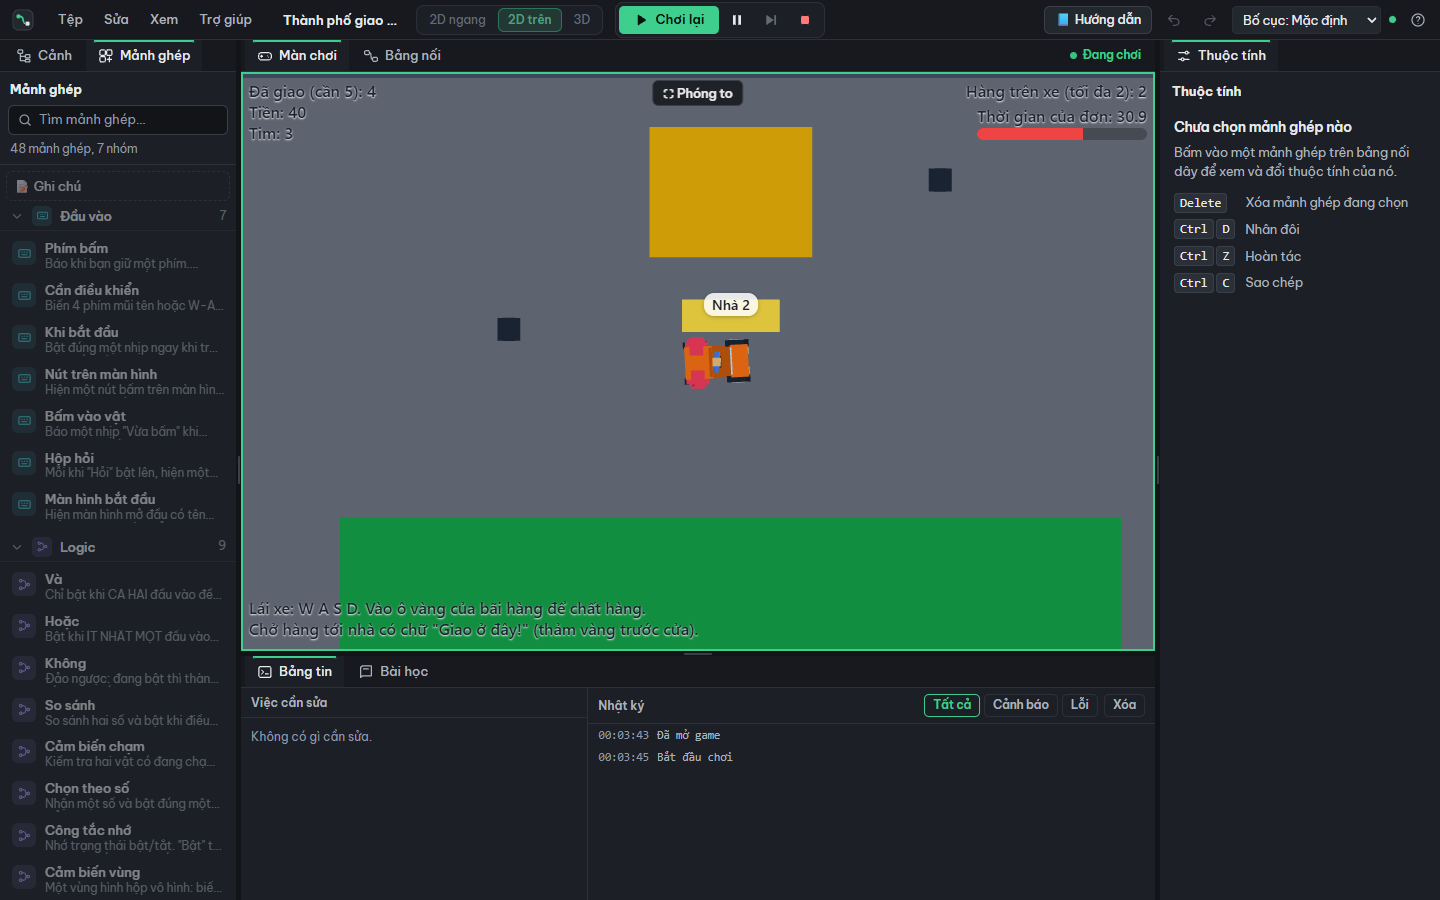 Tệp Sửa Xem Trợ giúp Thành phố giao ... 2D ngang 2D trên 3D Chơi lại Hướng dẫn Bố cục: Mặc định
Cảnh Mảnh ghép
Mảnh ghép
Tìm mảnh ghép...
48 mảnh ghép, 7 nhóm
Ghi chú
Đầu vào 7
Phím bấm
Báo khi bạn giữ một phím....
Cần điều khiển
Biến 4 phím mũi tên hoặc W-A...
Khi bắt đầu
Bật đúng một nhịp ngay khi tr...
Nút trên màn hình
Hiện một nút bấm trên màn hìn...
Bấm vào vật
Báo một nhịp "Vừa bấm" khi...
Hộp hỏi
Mỗi khi "Hỏi" bật lên, hiện một...
Màn hình bắt đầu
Hiện màn hình mở đầu có tên...
Logic 9
Và
Chỉ bật khi CẢ HAI đầu vào đề...
Hoặc
Bật khi ÍT NHẤT MỘT đầu vào...
Không
Đảo ngược: đang bật thì thàn...
So sánh
So sánh hai số và bật khi điều...
Cảm biến chạm
Kiểm tra hai vật có đang chạ...
Chọn theo số
Nhận một số và bật đúng một...
Công tắc nhớ
Nhớ trạng thái bật/tắt. "Bật" t...
Cảm biến vùng
Một vùng hình hộp vô hình: biế...
Màn chơi Bảng nối Đang chơi
Đã giao (cần 5): 4
Tiền: 40
Tim: 3
Phóng to
Hàng trên xe (tối đa 2): 2
Thời gian của đơn: 30.9
Nhà 2
Lái xe: W A S D. Vào ô vàng của bãi hàng để chất hàng.
Chở hàng tới nhà có chữ "Giao ở đây!" (thảm vàng trước cửa).
Bảng tin Bài học
Việc cần sửa
Không có gì cần sửa.
Nhật ký Tất cả Cảnh báo Lỗi Xóa
00:03:43 Đã mở game
00:03:45 Bắt đầu chơi
Thuộc tính
Thuộc tính
Chưa chọn mảnh ghép nào
Bấm vào một mảnh ghép trên bảng nối
dây để xem và đổi thuộc tính của nó.
Delete Xóa mảnh ghép đang chọn
Ctrl D Nhân đôi
Ctrl Z Hoàn tác
Ctrl C Sao chép